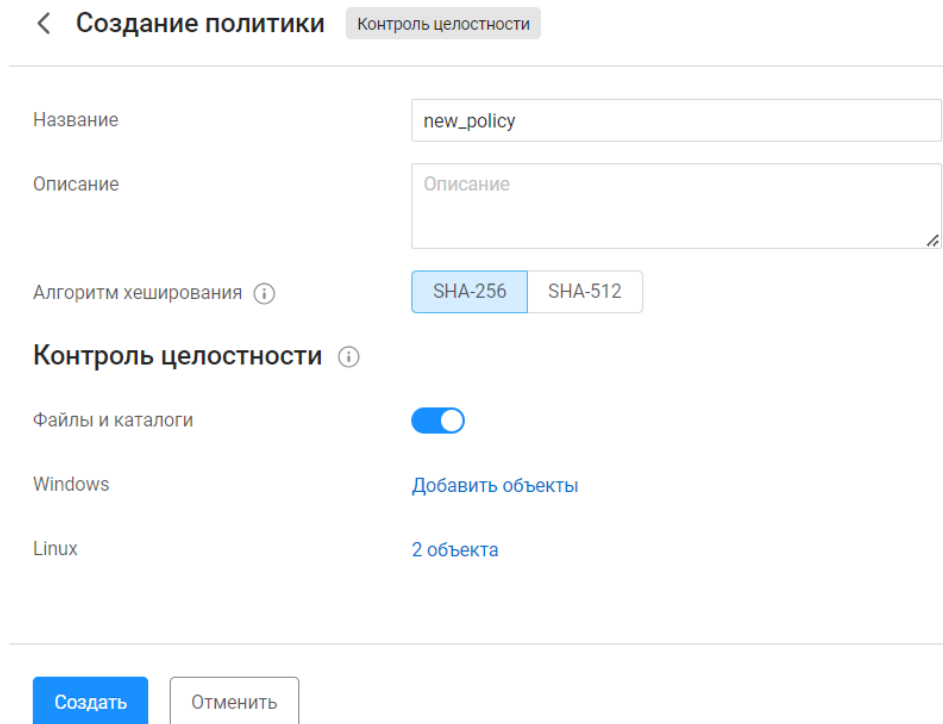 Создание политики Контроль целостности
Название new_policy
Описание Описание
Алгоритм хеширования SHA-256 SHA-512
Контроль целостности
Файлы и каталоги
Windows Добавить объекты
Linux 2 объекта
Создать Отменить